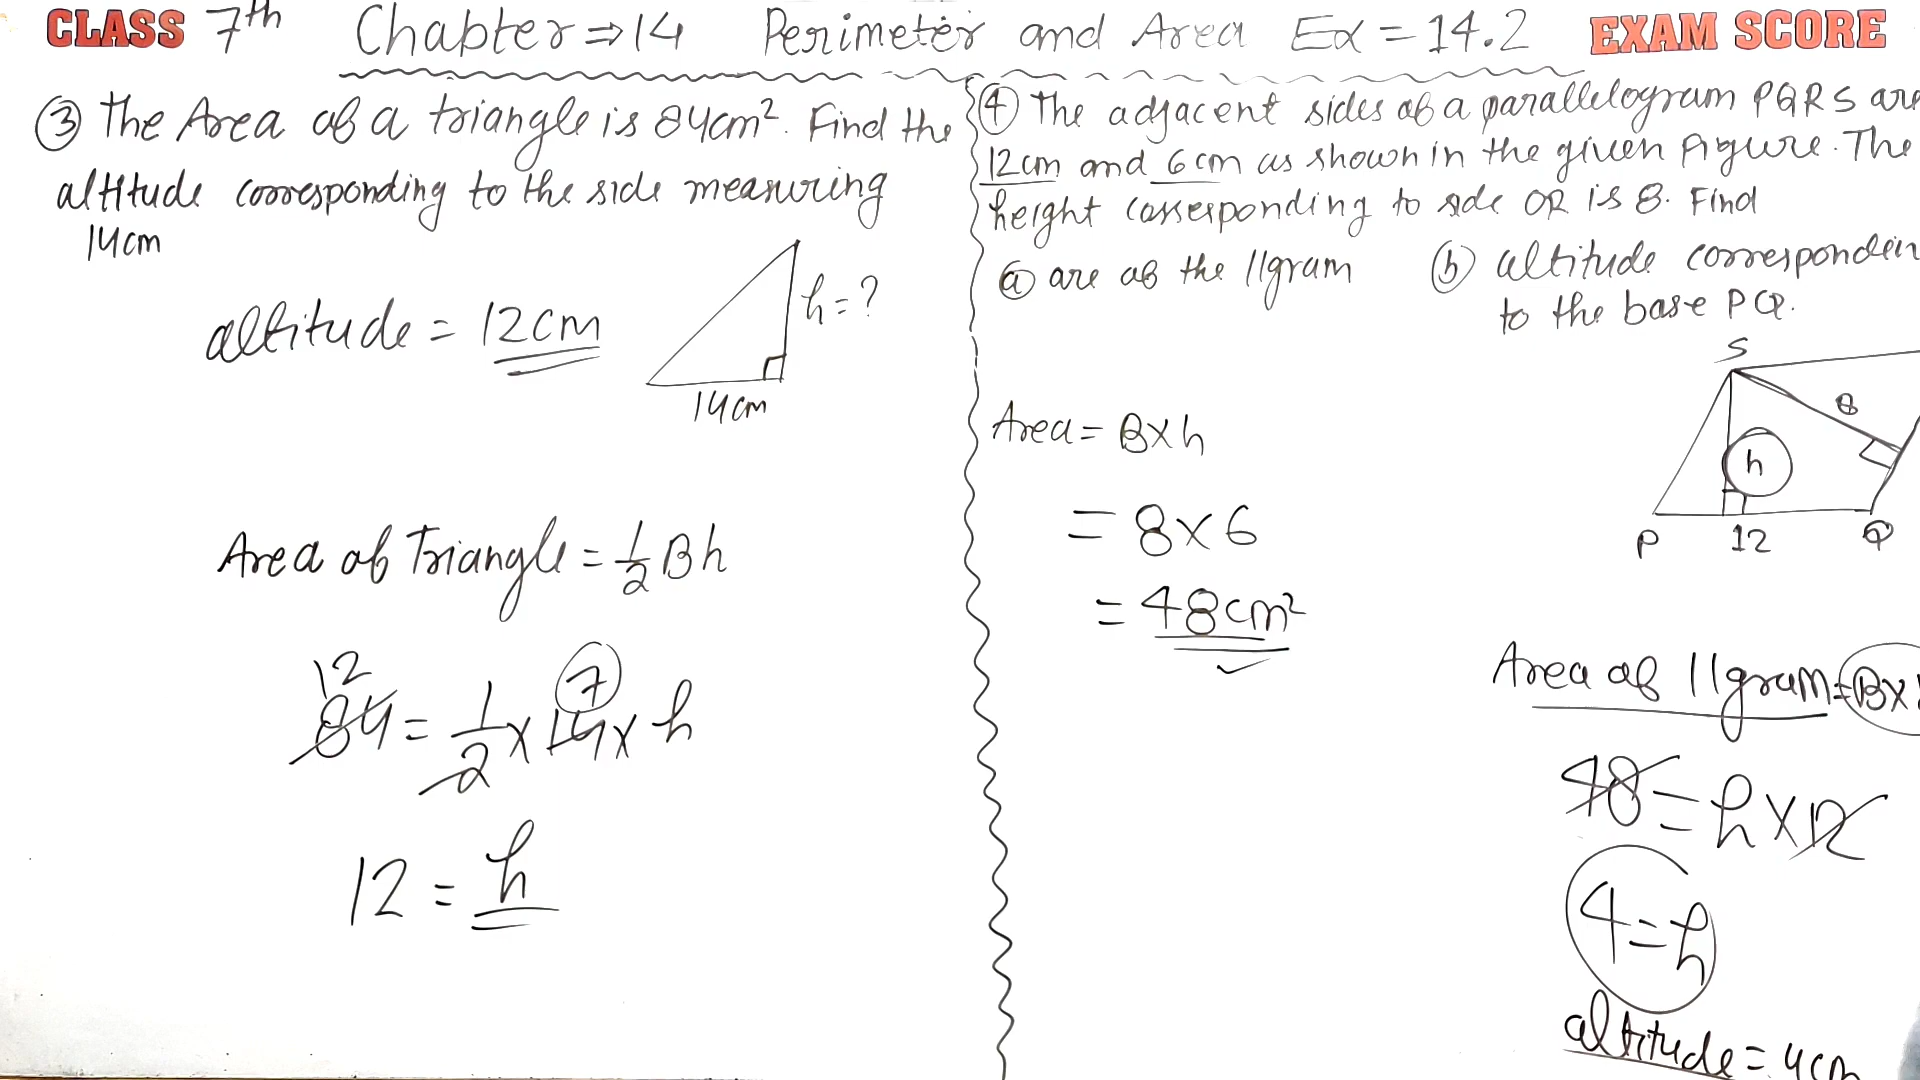 CLASS 7th Chapter ⇒ 14 Perimeter and Area Ex = 14.2 EXAM SCORE
③ The Area of a triangle is 84cm². Find the
altitude corresponding to the side measuring
14cm
altitude = 12cm
h = ?
14cm
Area of Triangle = 1/2 Bh
12 7
84 = 1/2 × 14 × h
12 = h
④ The adjacent sides of a parallelogram PQRS are
12cm and 6cm as shown in the given figure. The
height corresponding to side QR is 8. Find
ⓐ are of the ||gram
ⓑ altitude correspondin
to the base PQ.
S
8
h
P 12 Q
Area = B×h
= 8×6
= 48cm²
Area of ||gram = B×
48 = h×12
4 = h
altitude = 4cm